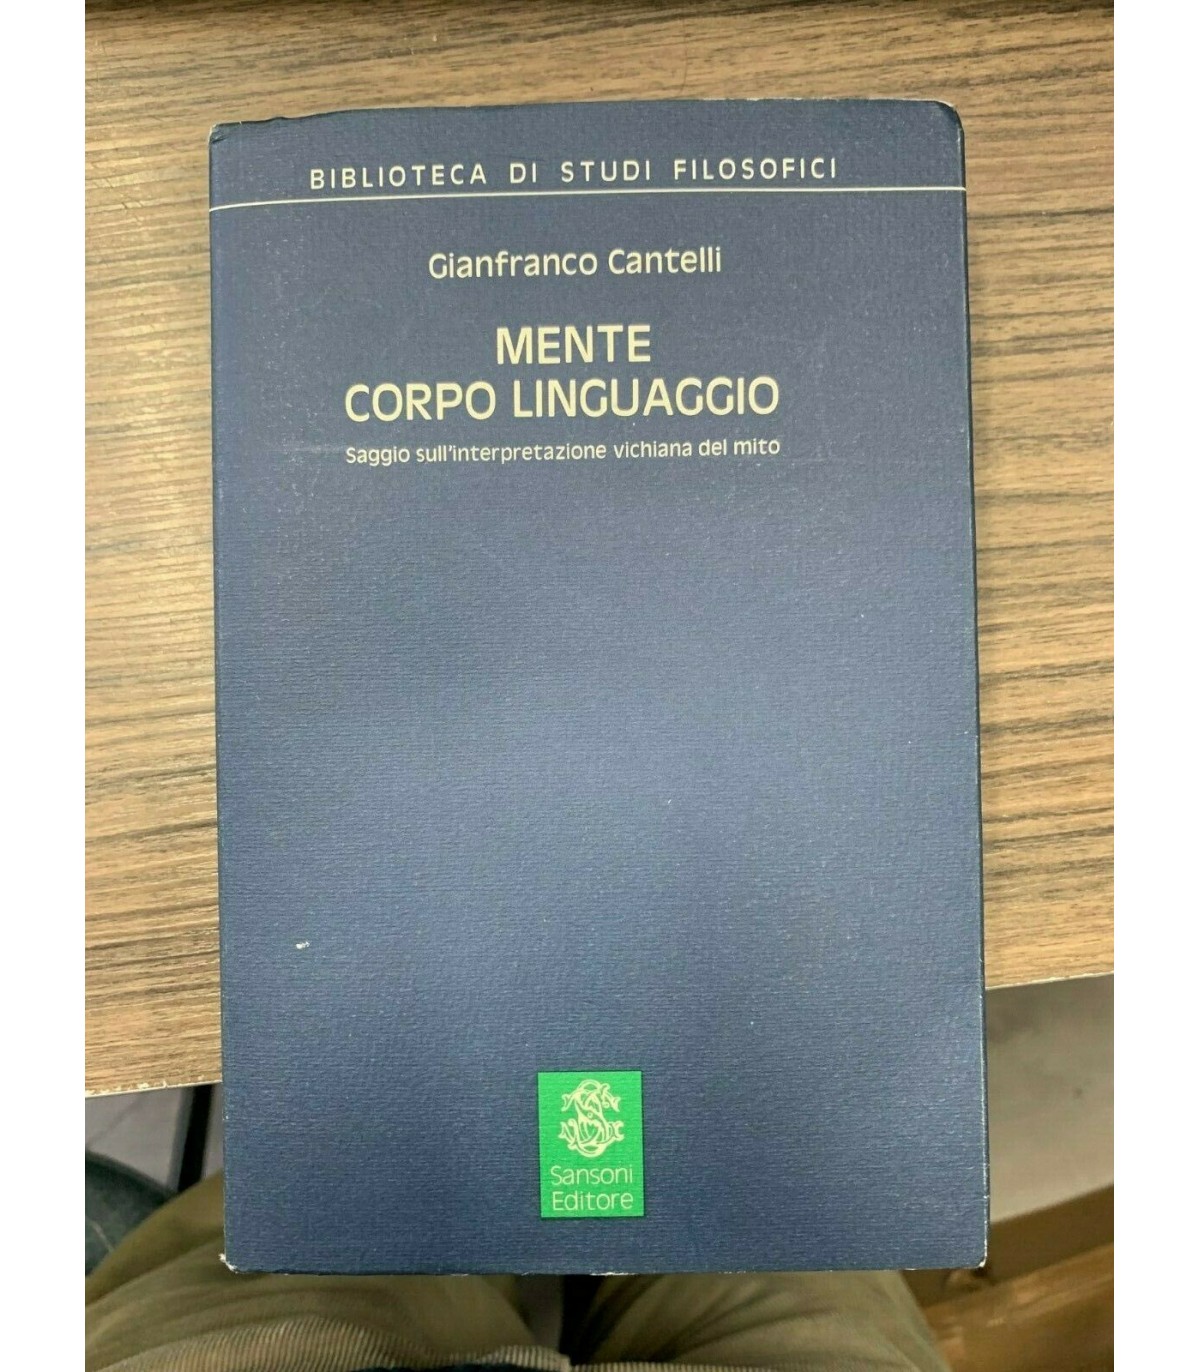 BIBLIOTECA DI STUDI FILOSOFICI
Gianfranco Cantelli
MENTE
CORPO LINGUAGGIO
Saggio sull'interpretazione vichiana del mito
Sansoni
Editore